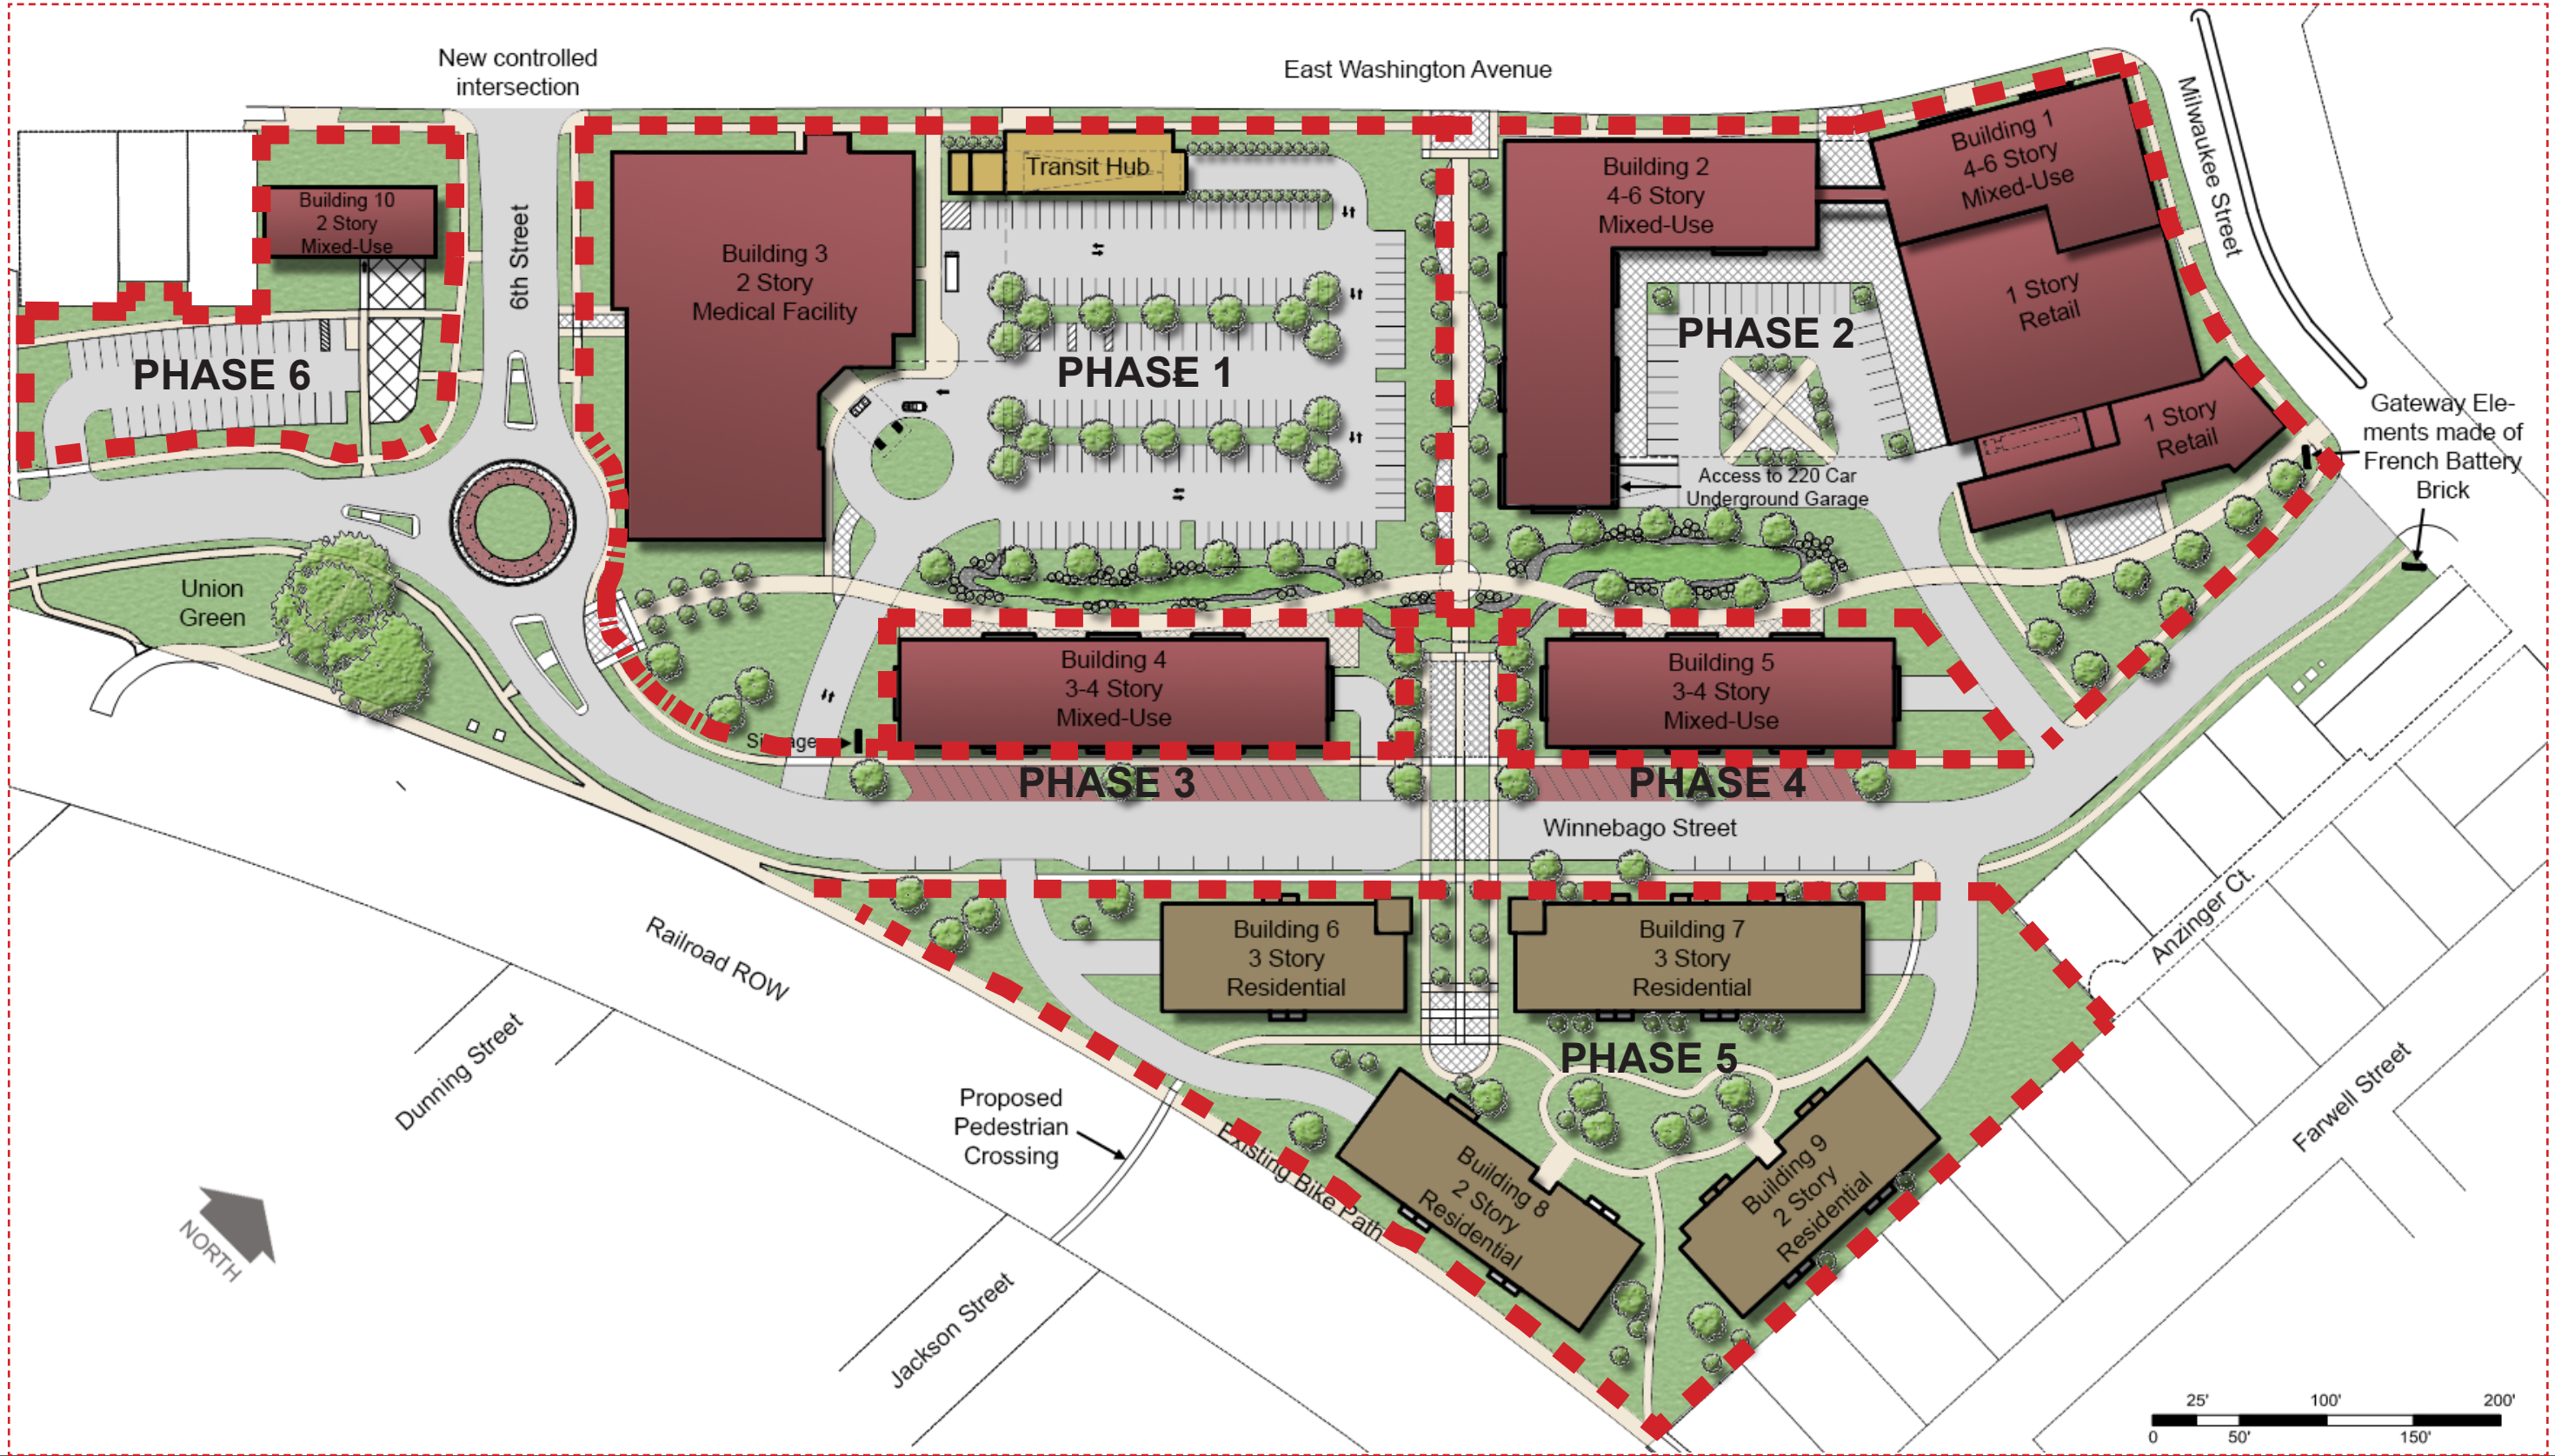 New controlled
intersection
East Washington Avenue
Milwaukee Street
Building 10
2 Story
Mixed-Use
6th Street
Building 3
2 Story
Medical Facility
Transit Hub
Building 2
4-6 Story
Mixed-Use
Building 1
4-6 Story
Mixed-Use
1 Story
Retail
1 Story
Retail
PHASE 6
PHASE 1
PHASE 2
Access to 220 Car
Underground Garage
Gateway Ele-
ments made of
French Battery
Brick
Union
Green
Building 4
3-4 Story
Mixed-Use
Building 5
3-4 Story
Mixed-Use
Signage
PHASE 3
PHASE 4
Winnebago Street
Building 6
3 Story
Residential
Building 7
3 Story
Residential
Anzinger Ct.
Railroad ROW
PHASE 5
Dunning Street
Proposed
Pedestrian
Crossing
Existing Bike Path
Building 8
2 Story
Residential
Building 9
2 Story
Residential
Farwell Street
NORTH
Jackson Street
25' 100' 200'
0 50' 150'